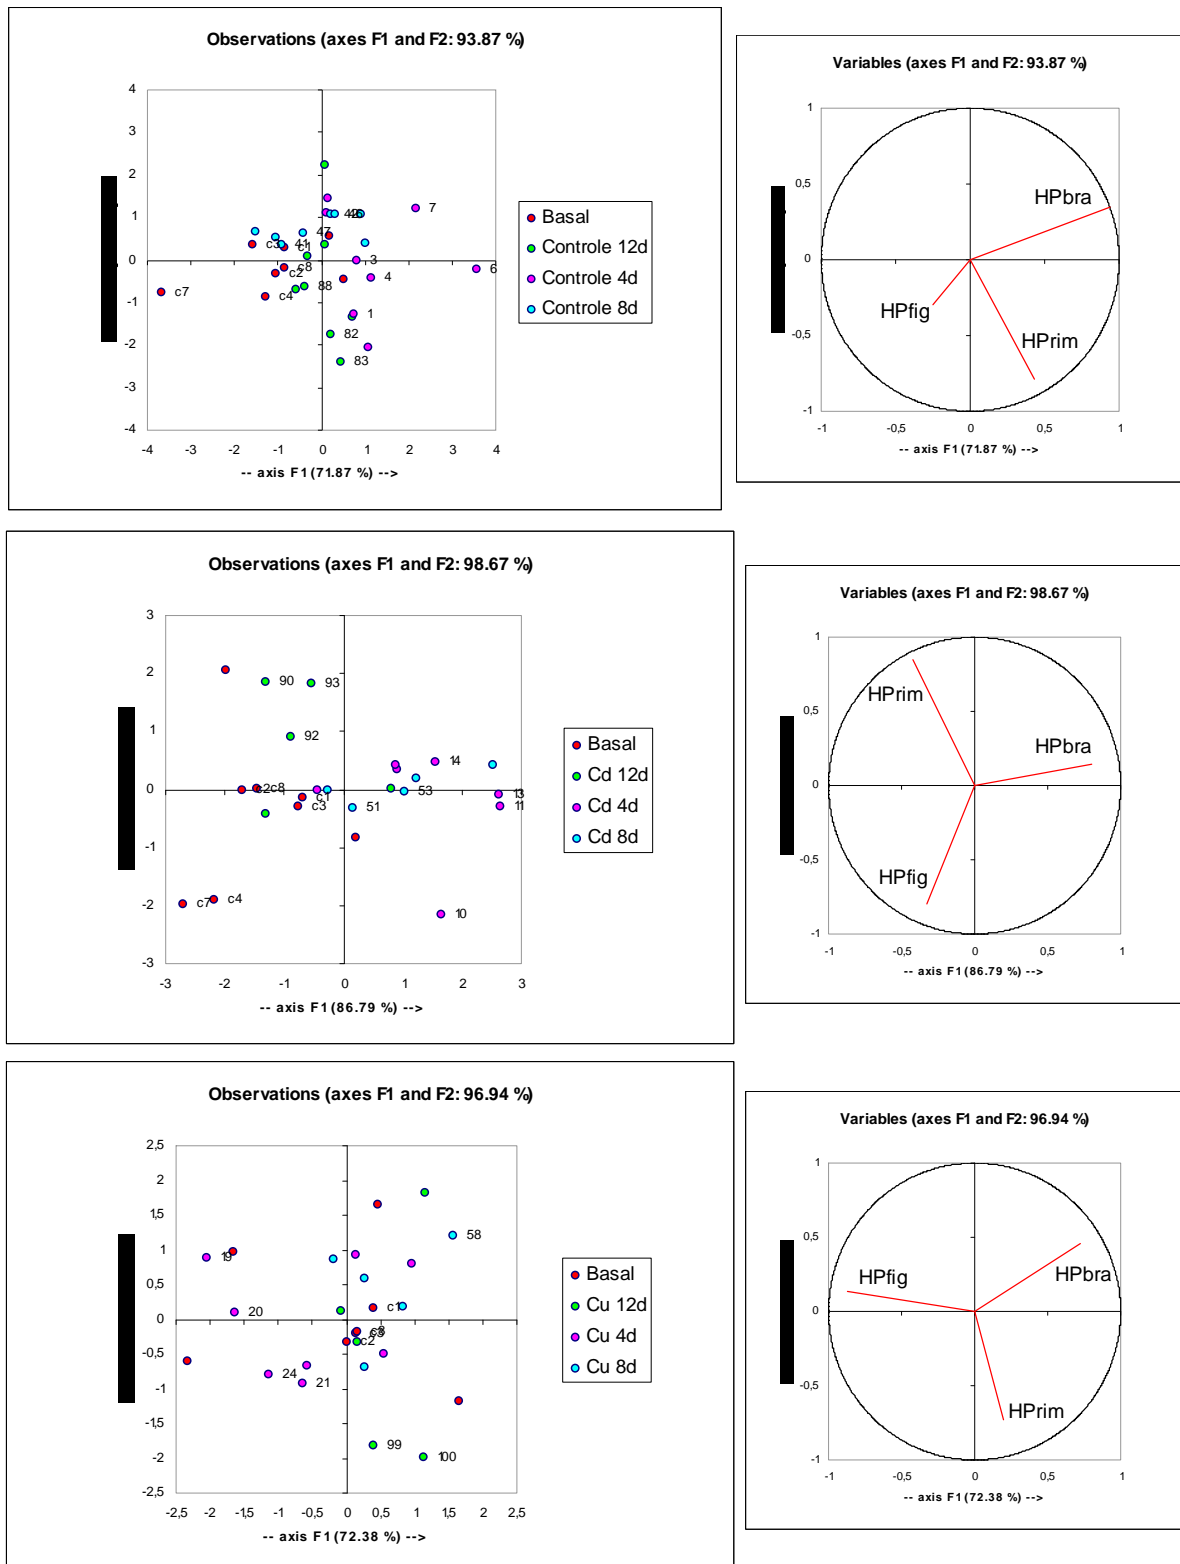 Observations (axes F1 and F2: 93.87 %)
4
3
2
1
0
-1
-2
-3
-4
7
42 46
47
c3 41 c1
3
c8
6
c2
4
c7
88
c4
1
82
83
-4 -3 -2 -1 0 1 2 3 4
-- axis F1 (71.87 %) -->
Basal
Controle 12d
Controle 4d
Controle 8d
Variables (axes F1 and F2: 93.87 %)
1
HPbra
0,5
0
HPfig
-0,5
HPrim
-1
-1 -0,5 0 0,5 1
-- axis F1 (71.87 %) -->
Observations (axes F1 and F2: 98.67 %)
3
2
1
0
-1
-2
-3
90 93
92
14
c2 c8
53
13
c1
c3
51
11
c7 c4
10
-3 -2 -1 0 1 2 3
-- axis F1 (86.79 %) -->
Basal
Cd 12d
Cd 4d
Cd 8d
Variables (axes F1 and F2: 98.67 %)
1
HPrim
0,5
HPbra
0
-0,5
HPfig
-1
-1 -0,5 0 0,5 1
-- axis F1 (86.79 %) -->
Observations (axes F1 and F2: 96.94 %)
2,5
2
1,5
1
0,5
0
-0,5
-1
-1,5
-2
-2,5
58
19
20
c1
c3
c2
24
21
99
100
-2,5 -2 -1,5 -1 -0,5 0 0,5 1 1,5 2 2,5
-- axis F1 (72.38 %) -->
Basal
Cu 12d
Cu 4d
Cu 8d
Variables (axes F1 and F2: 96.94 %)
1
0,5
HPfig
HPbra
0
-0,5
HPrim
-1
-1 -0,5 0 0,5 1
-- axis F1 (72.38 %) -->